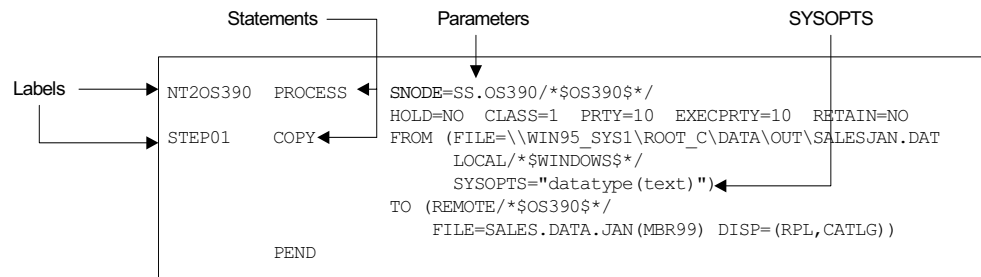 Statements Parameters SYSOPTS
Labels
NT2OS390 PROCESS SNODE=SS.OS390/*$OS390$*/
HOLD=NO CLASS=1 PRTY=10 EXECPRTY=10 RETAIN=NO
STEP01 COPY FROM (FILE=\\WIN95_SYS1\ROOT_C\DATA\OUT\SALESJAN.DAT
LOCAL/*$WINDOWS$*/
SYSOPTS="datatype(text)")
TO (REMOTE/*$OS390$*/
FILE=SALES.DATA.JAN(MBR99) DISP=(RPL,CATLG))
PEND